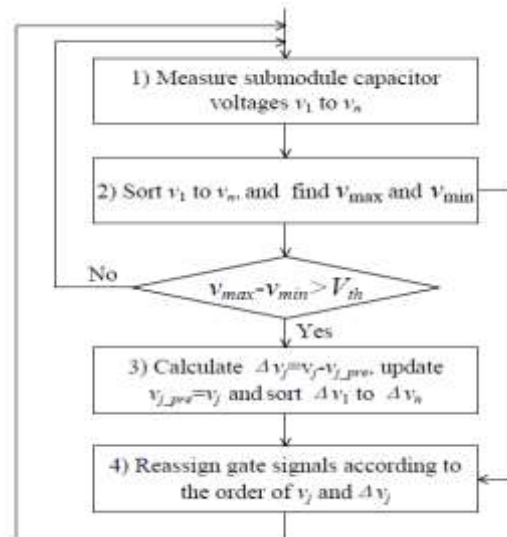 1) Measure submodule capacitor
voltages v₁ to vₙ
2) Sort v₁ to vₙ, and find vmax and vmin
No
vmax-vmin>Vth
Yes
3) Calculate Δvj=vj-vj_pre, update
vj_pre=vj and sort Δv₁ to Δvₙ
4) Reassign gate signals according to
the order of vj and Δvj